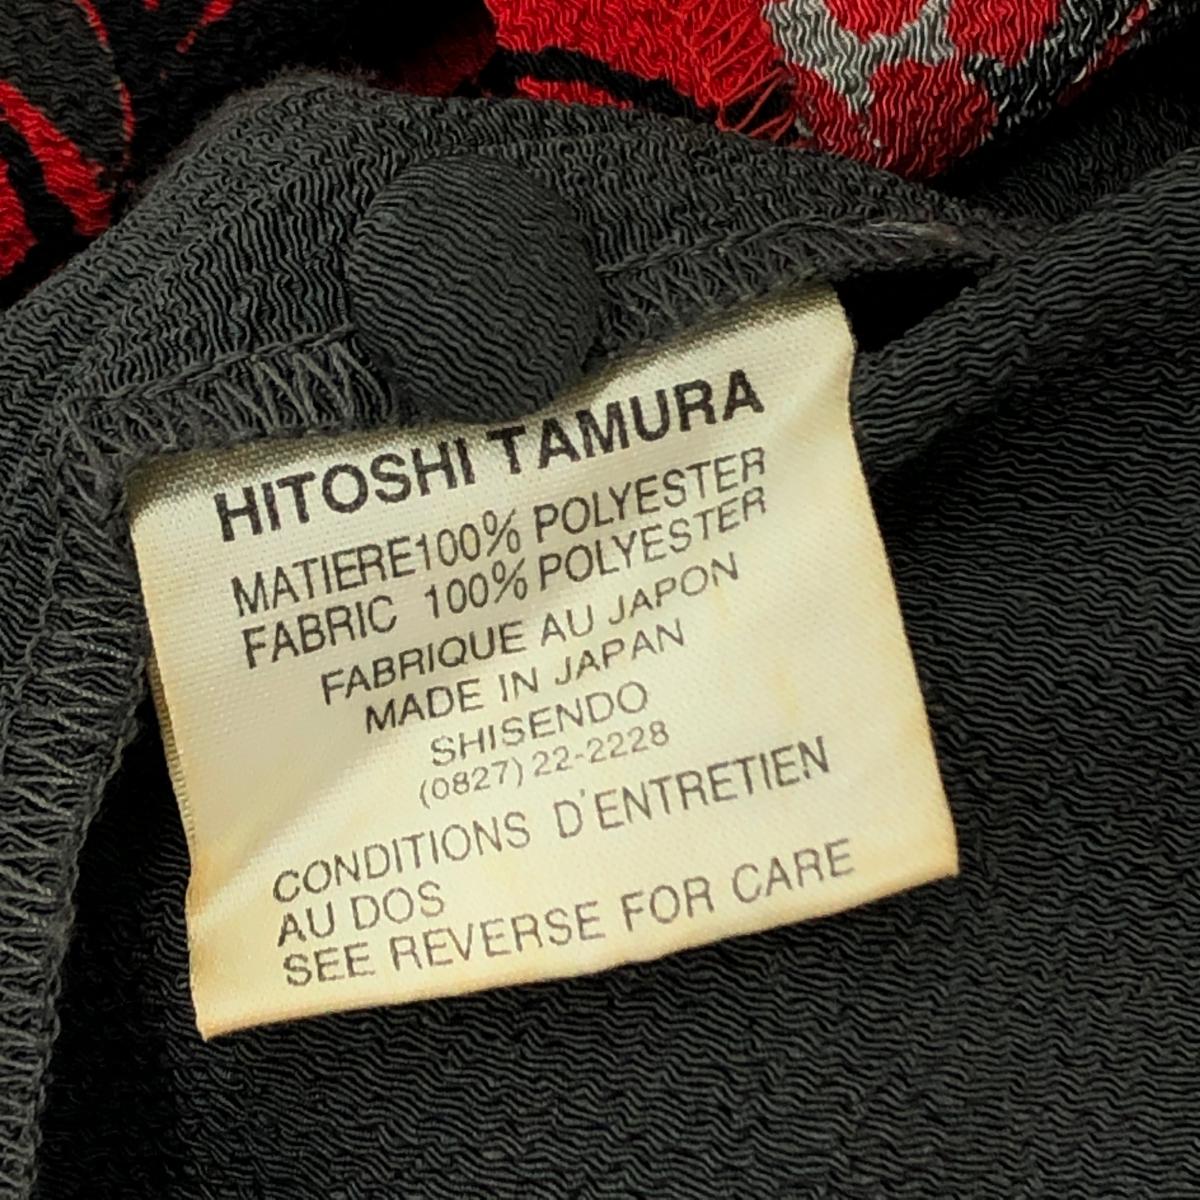 HITOSHI TAMURA
MATIERE100% POLYESTER
FABRIC 100% POLYESTER
FABRIQUE AU JAPON
MADE IN JAPAN
SHISENDO
(0827)22-2228
CONDITIONS D'ENTRETIEN
AU DOS
SEE REVERSE FOR CARE